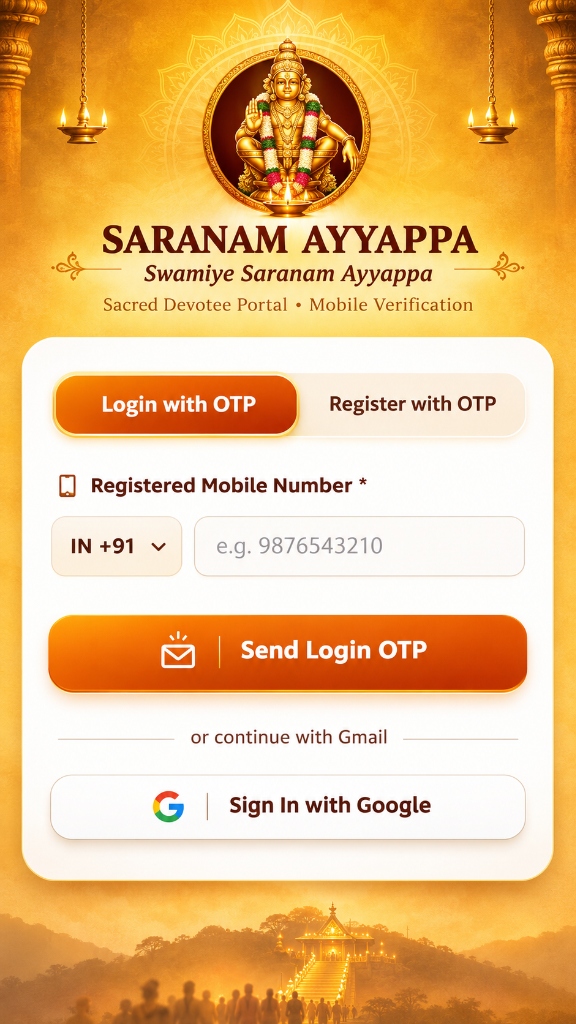 SARANAM AYYAPPA
Swamiye Saranam Ayyappa
Sacred Devotee Portal • Mobile Verification
Login with OTP
Register with OTP
Registered Mobile Number *
IN +91
e.g. 9876543210
Send Login OTP
or continue with Gmail
Sign In with Google